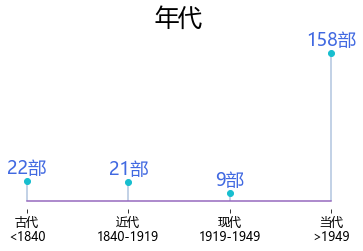 年代
158部
22部
21部
9部
古代
<1840
近代
1840-1919
现代
1919-1949
当代
>1949